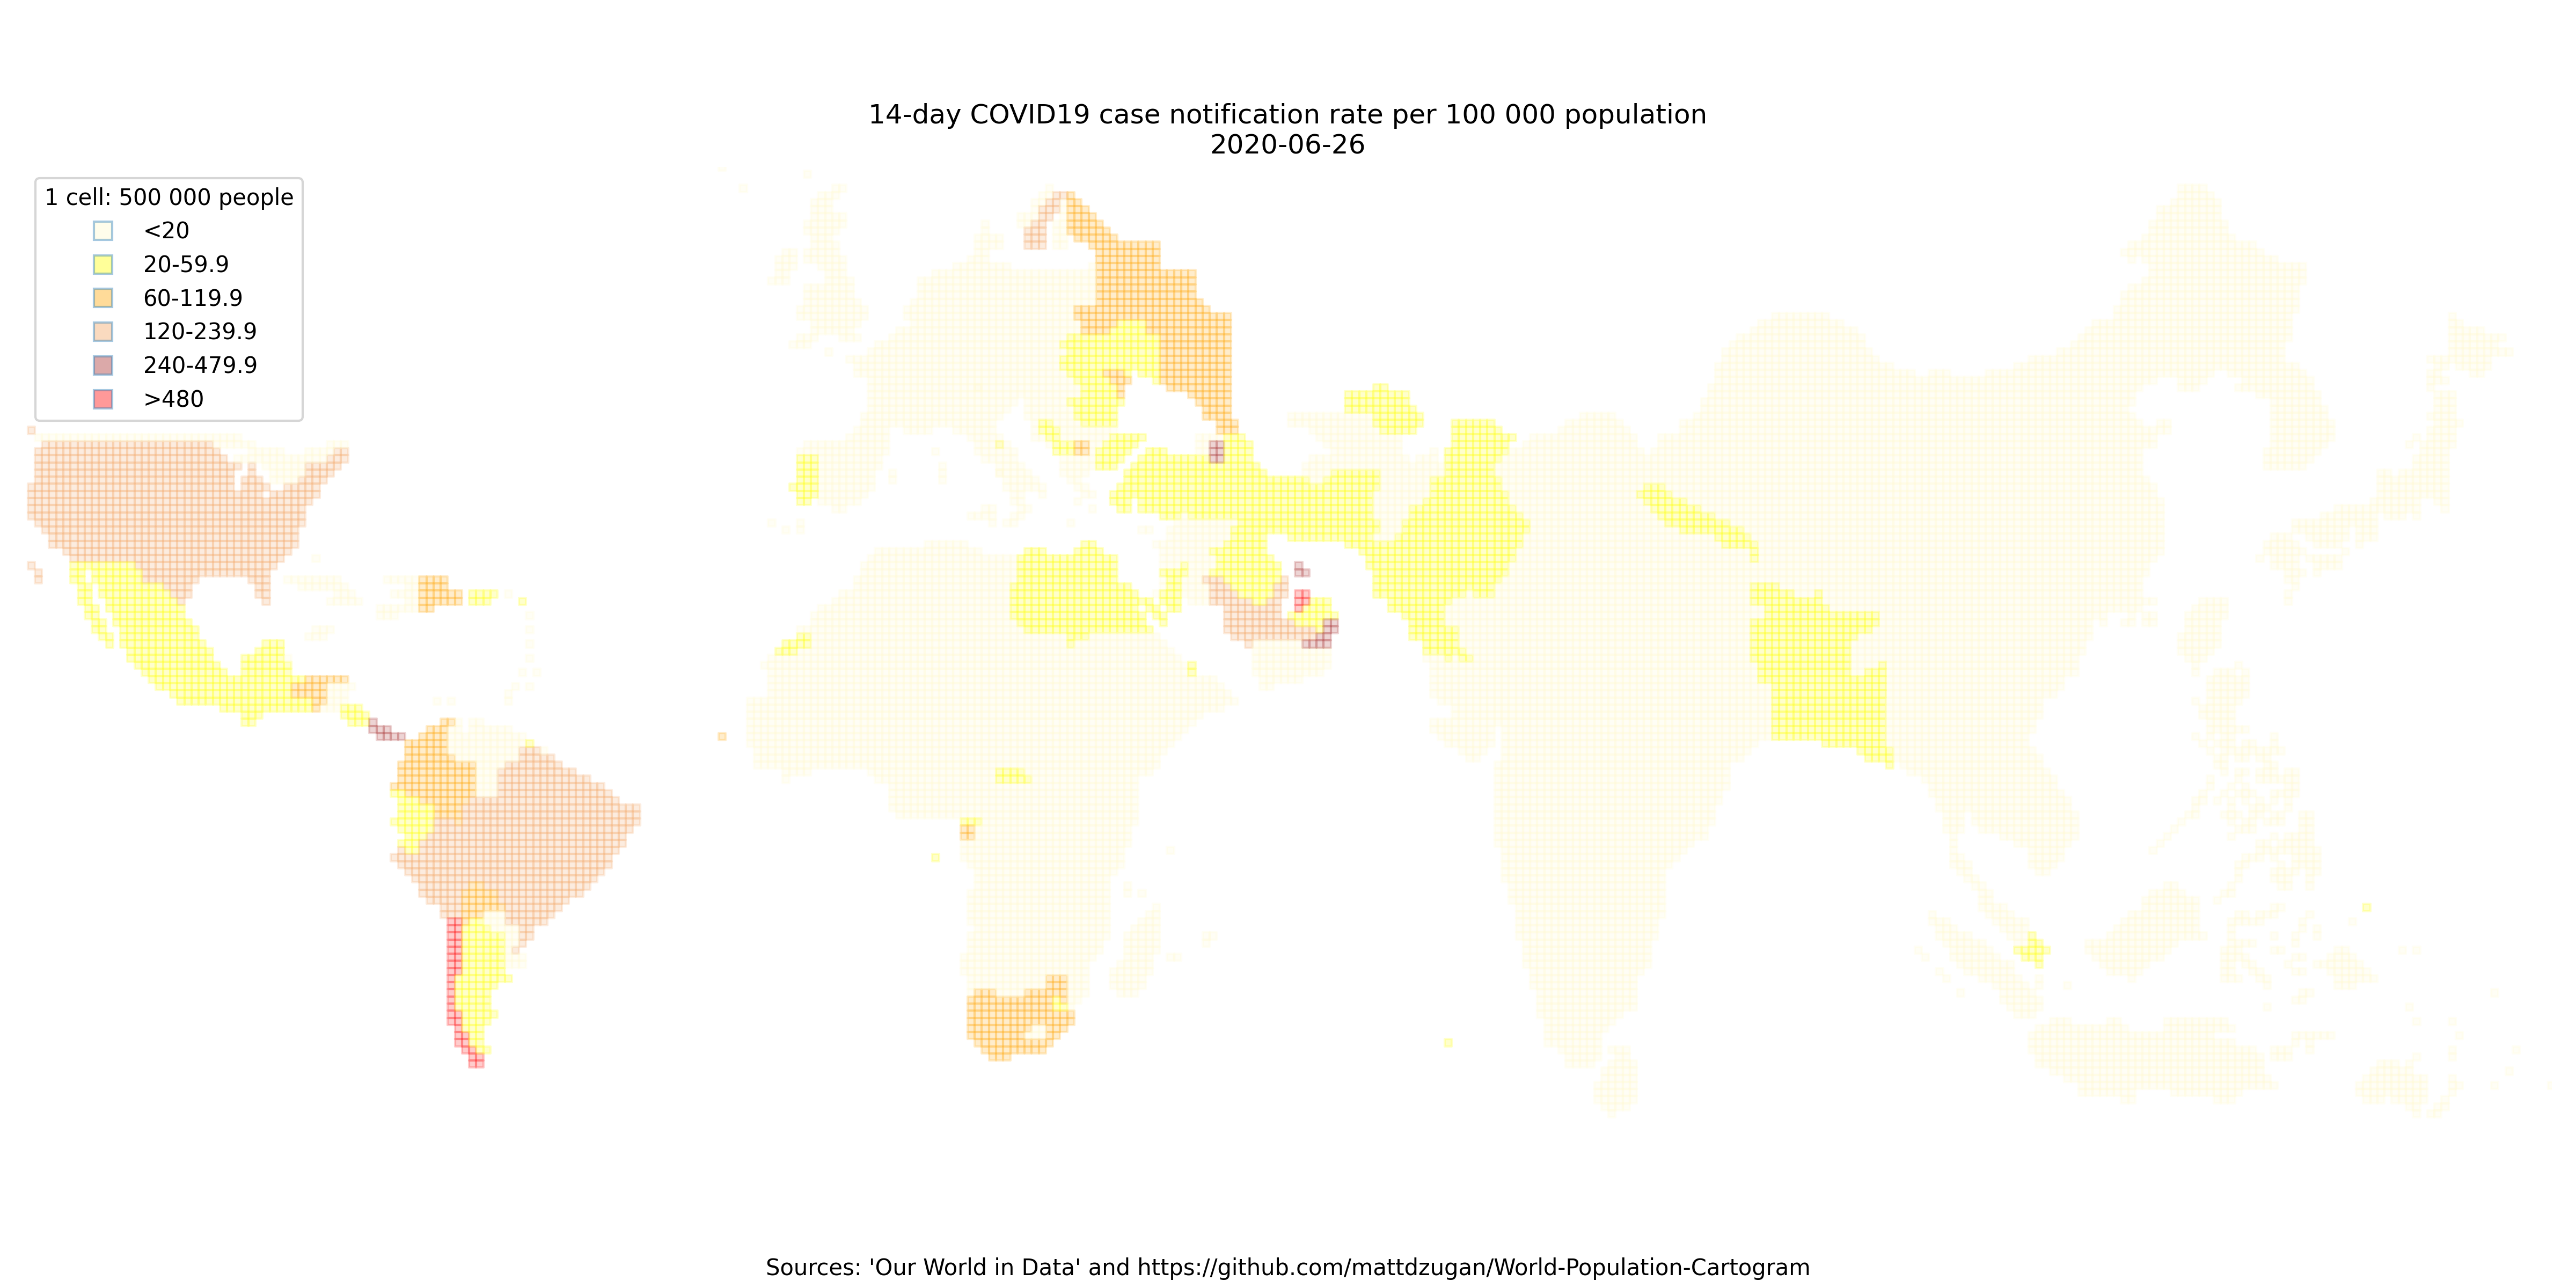 14-day COVID19 case notification rate per 100 000 population
2020-06-26
1 cell: 500 000 people
<20
20-59.9
60-119.9
120-239.9
240-479.9
>480
Sources: 'Our World in Data' and https://github.com/mattdzugan/World-Population-Cartogram